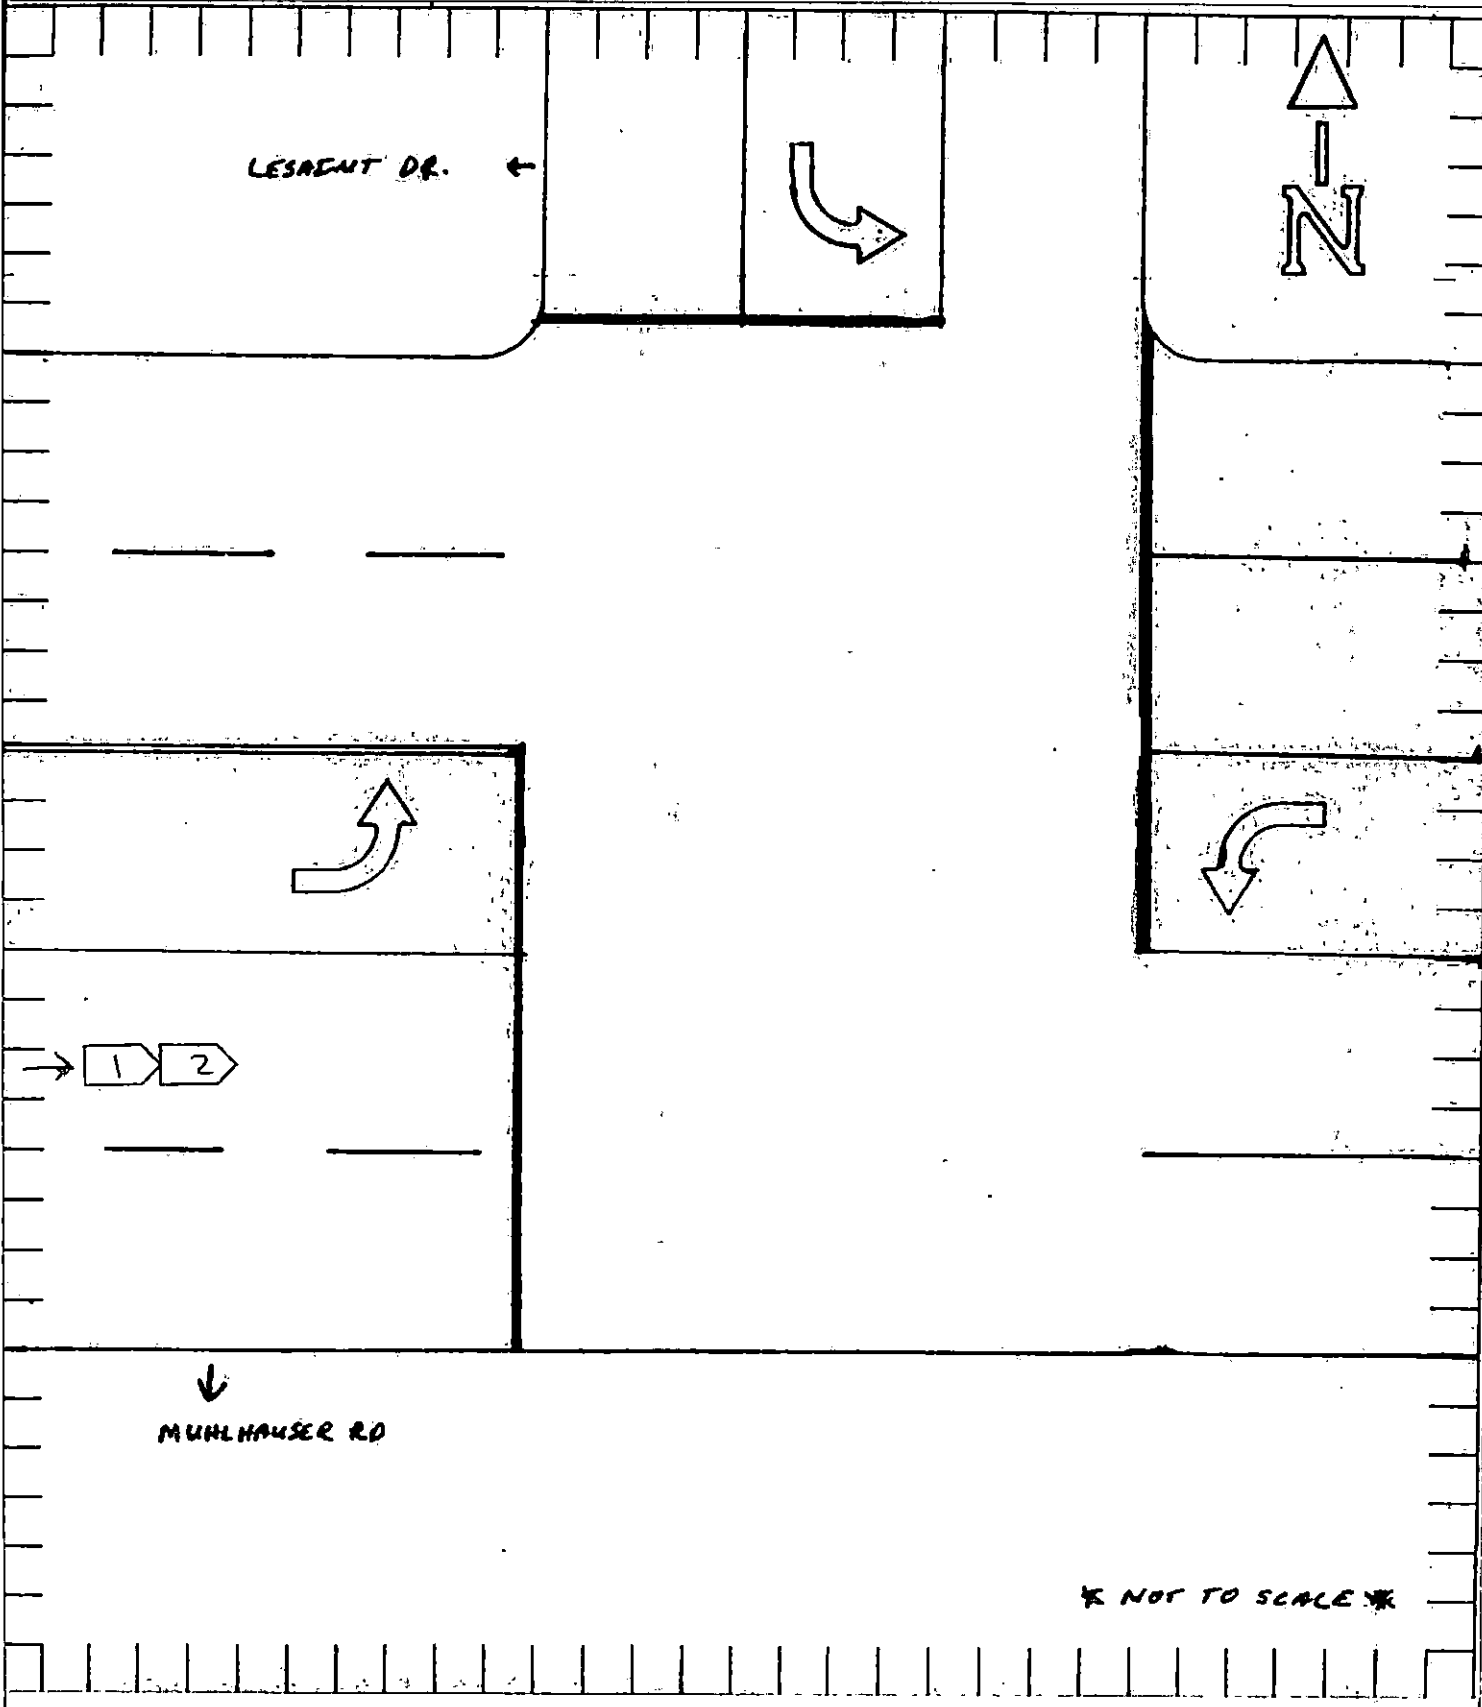 LESAINT DR. ←
N
1 2
MUHLHAUSER RD
* NOT TO SCALE *